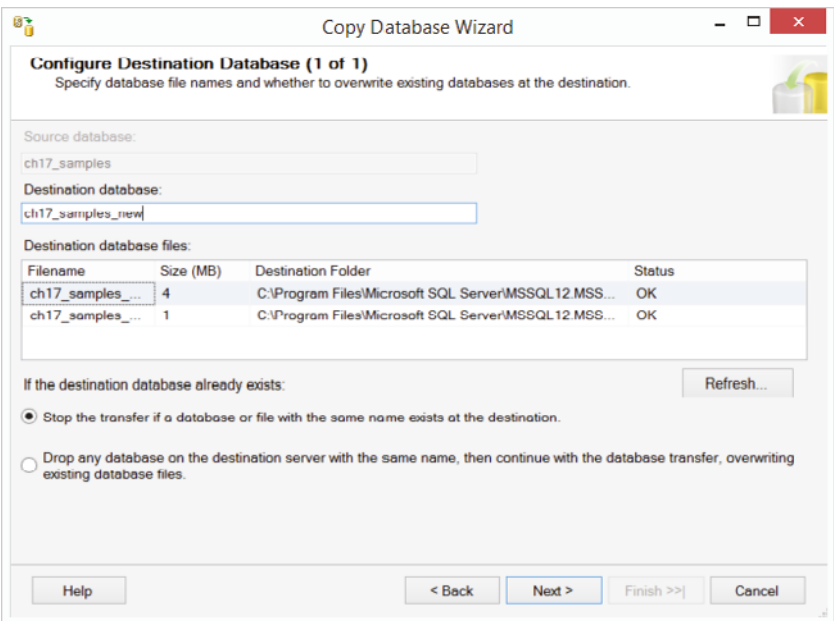 Copy Database Wizard
Configure Destination Database (1 of 1)
Specify database file names and whether to overwrite existing databases at the destination.
Source database:
ch17_samples
Destination database:
ch17_samples_new
Destination database files:
Filename Size (MB) Destination Folder Status
ch17_samples_... 4 C:\Program Files\Microsoft SQL Server\MSSQL12.MSS... OK
ch17_samples_... 1 C:\Program Files\Microsoft SQL Server\MSSQL12.MSS... OK
If the destination database already exists:
Refresh...
Stop the transfer if a database or file with the same name exists at the destination.
Drop any database on the destination server with the same name, then continue with the database transfer, overwriting
existing database files.
Help < Back Next > Finish >>| Cancel